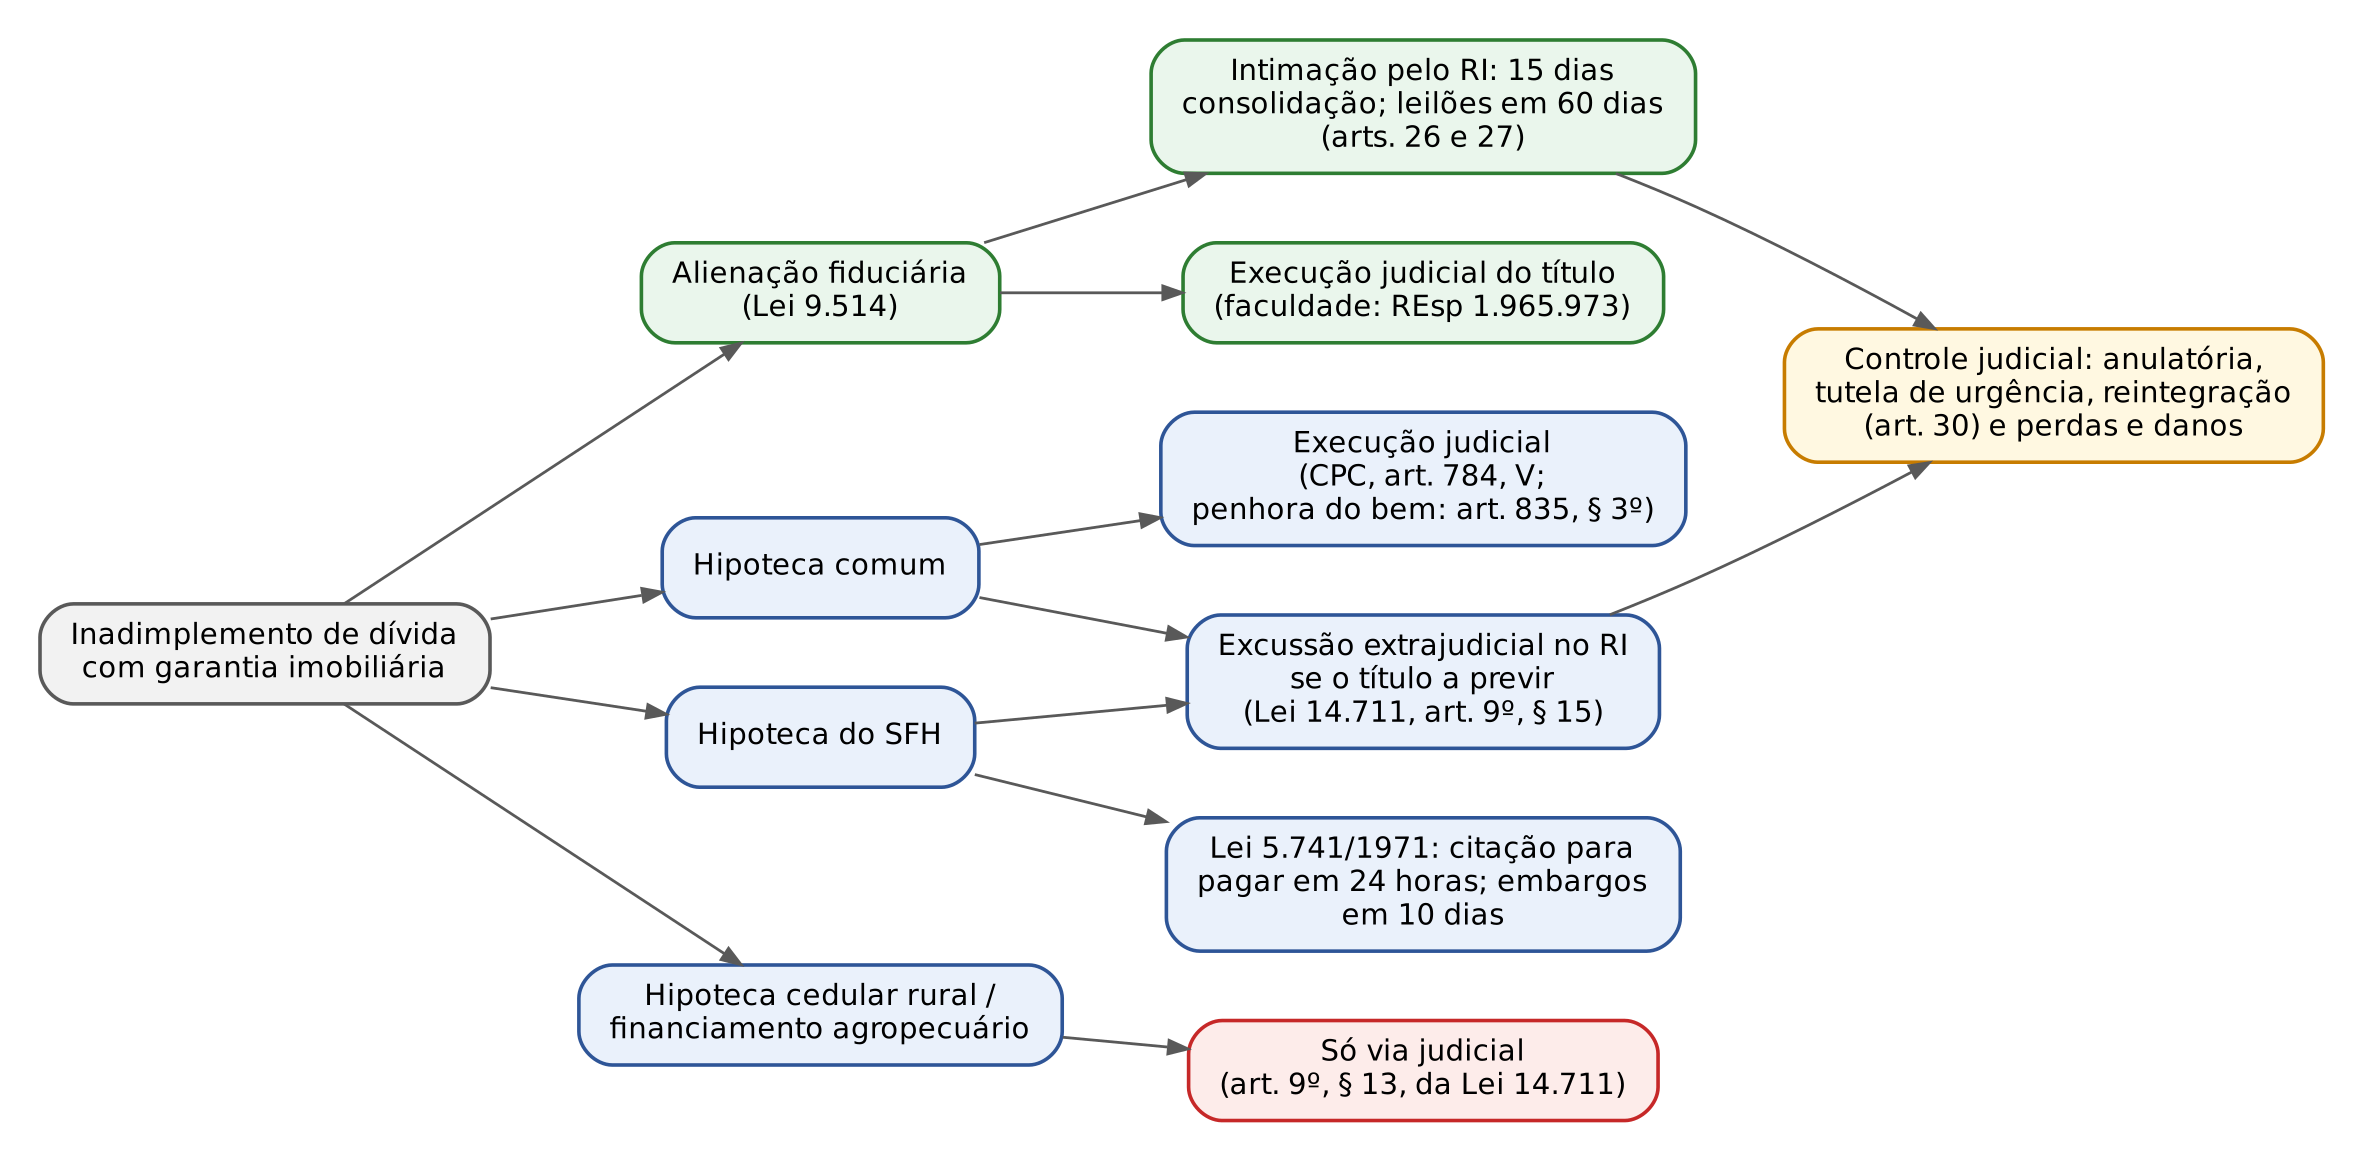 Inadimplemento de dívida
com garantia imobiliária
Alienação fiduciária
(Lei 9.514)
Hipoteca comum
Hipoteca do SFH
Hipoteca cedular rural /
financiamento agropecuário
Intimação pelo RI: 15 dias
consolidação; leilões em 60 dias
(arts. 26 e 27)
Execução judicial do título
(faculdade: REsp 1.965.973)
Execução judicial
(CPC, art. 784, V;
penhora do bem: art. 835, § 3º)
Excussão extrajudicial no RI
se o título a previr
(Lei 14.711, art. 9º, § 15)
Lei 5.741/1971: citação para
pagar em 24 horas; embargos
em 10 dias
Só via judicial
(art. 9º, § 13, da Lei 14.711)
Controle judicial: anulatória,
tutela de urgência, reintegração
(art. 30) e perdas e danos